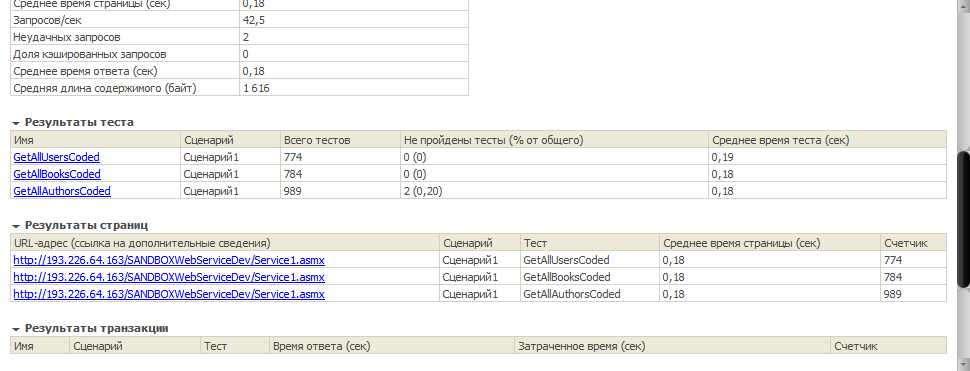 Среднее время страницы (сек) 0,18
Запросов/сек 42,5
Неудачных запросов 2
Доля кэшированных запросов 0
Среднее время ответа (сек) 0,18
Средняя длина содержимого (байт) 1 616
Результаты теста
Имя Сценарий Всего тестов Не пройдены тесты (% от общего) Среднее время теста (сек)
GetAllUsersCoded Сценарий1 774 0 (0) 0,19
GetAllBooksCoded Сценарий1 784 0 (0) 0,18
GetAllAuthorsCoded Сценарий1 989 2 (0,20) 0,18
Результаты страниц
URL-адрес (ссылка на дополнительные сведения) Сценарий Тест Среднее время страницы (сек) Счетчик
http://193.226.64.163/SANDBOXWebServiceDev/Service1.asmx Сценарий1 GetAllUsersCoded 0,18 774
http://193.226.64.163/SANDBOXWebServiceDev/Service1.asmx Сценарий1 GetAllBooksCoded 0,18 784
http://193.226.64.163/SANDBOXWebServiceDev/Service1.asmx Сценарий1 GetAllAuthorsCoded 0,18 989
Результаты транзакции
Имя Сценарий Тест Время ответа (сек) Затраченное время (сек) Счетчик